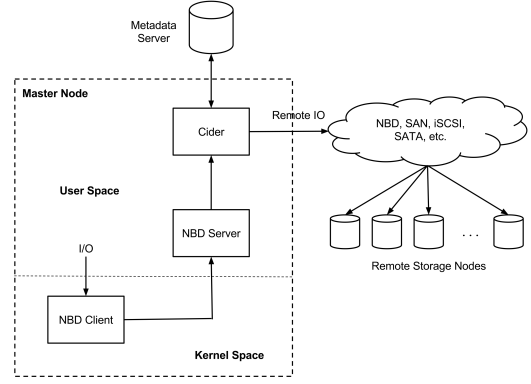 Metadata
Server
Master Node
Cider
Remote IO
NBD, SAN, iSCSI,
SATA, etc.
User Space
NBD Server
I/O
. . .
Remote Storage Nodes
NBD Client
Kernel Space